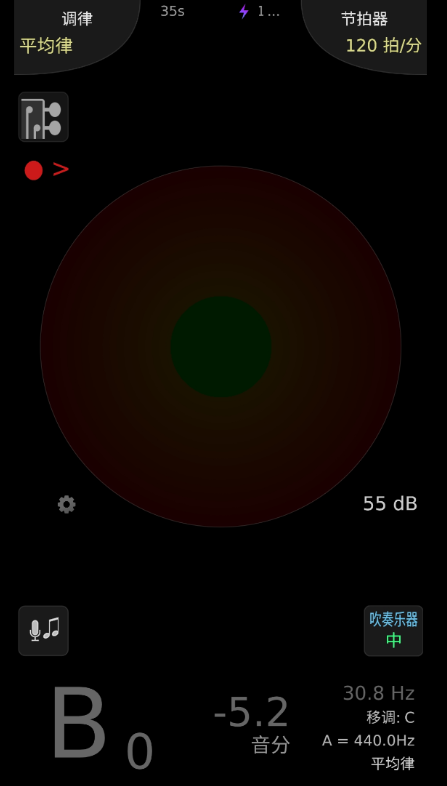 调律
35s
1…
节拍器
平均律
120 拍/分
>
55 dB
吹奏乐器
中
B0
-5.2
音分
30.8 Hz
移调: C
A = 440.0Hz
平均律